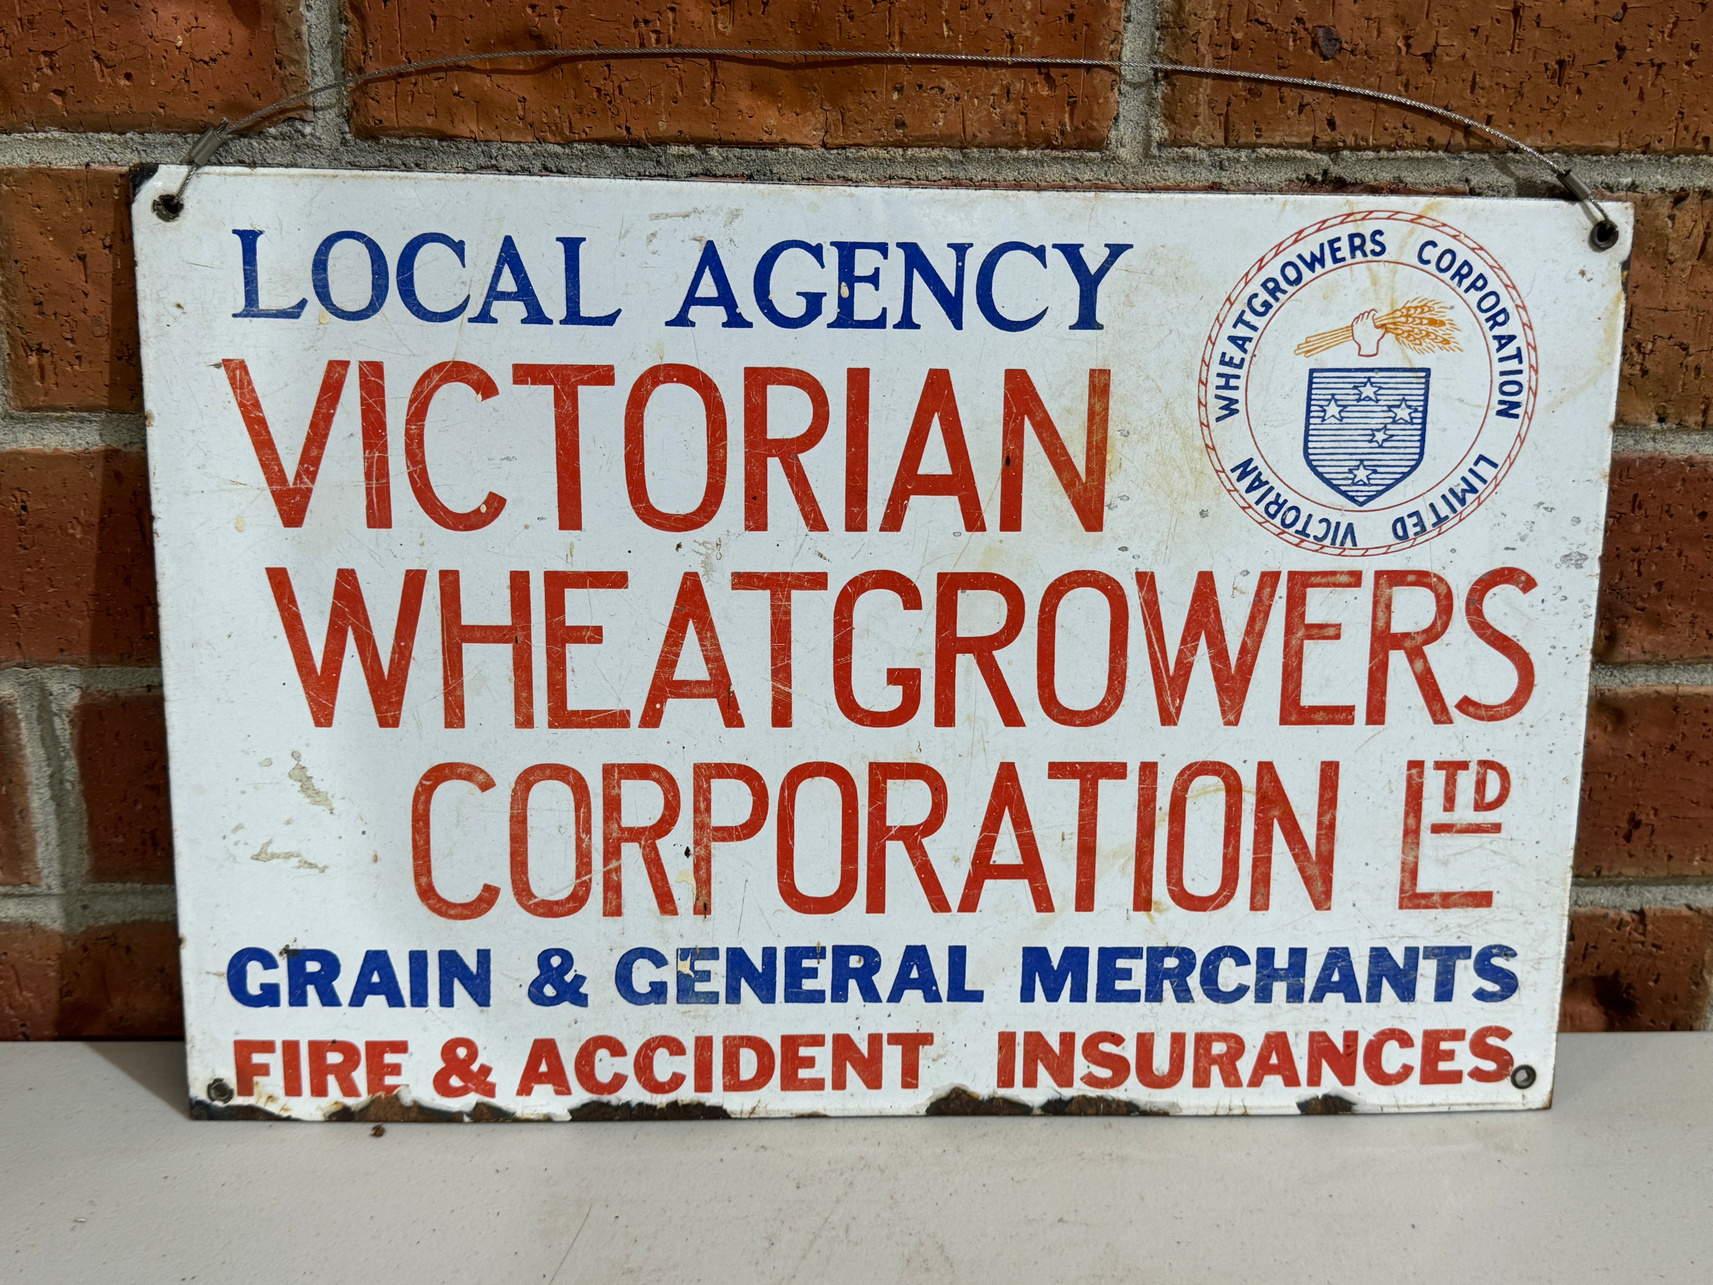 LOCAL AGENCY
VICTORIAN
WHEATGROWERS
CORPORATION LTD
GRAIN & GENERAL MERCHANTS
FIRE & ACCIDENT INSURANCES.
VICTORIAN WHEATGROWERS CORPORATION LIMITED